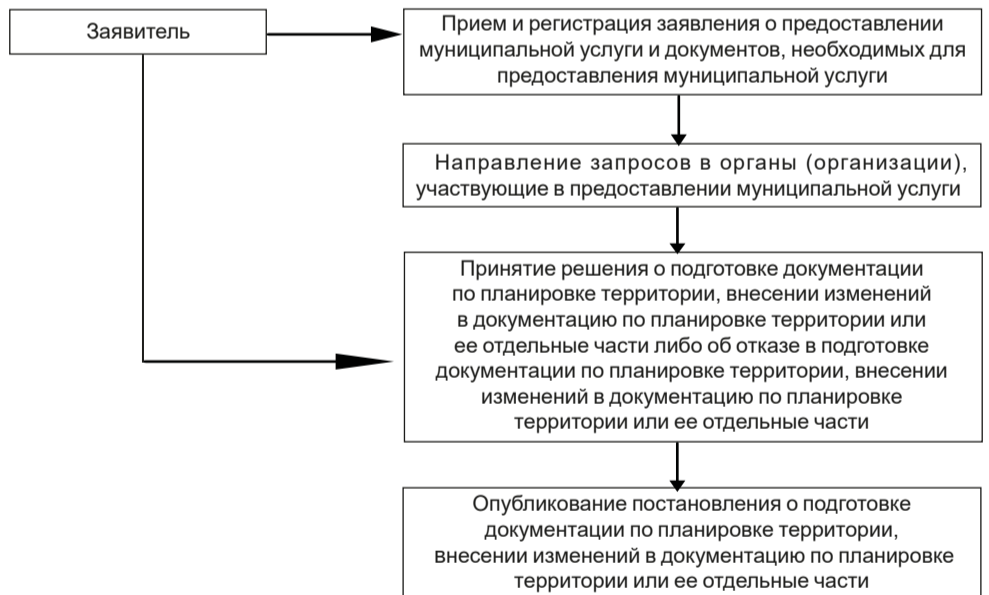 Заявитель
Прием и регистрация заявления о предоставлении
муниципальной услуги и документов, необходимых для
предоставления муниципальной услуги
Направление запросов в органы (организации),
участвующие в предоставлении муниципальной услуги
Принятие решения о подготовке документации
по планировке территории, внесении изменений
в документацию по планировке территории или
ее отдельные части либо об отказе в подготовке
документации по планировке территории, внесении
изменений в документацию по планировке
территории или ее отдельные части
Опубликование постановления о подготовке
документации по планировке территории,
внесении изменений в документацию по планировке
территории или ее отдельные части